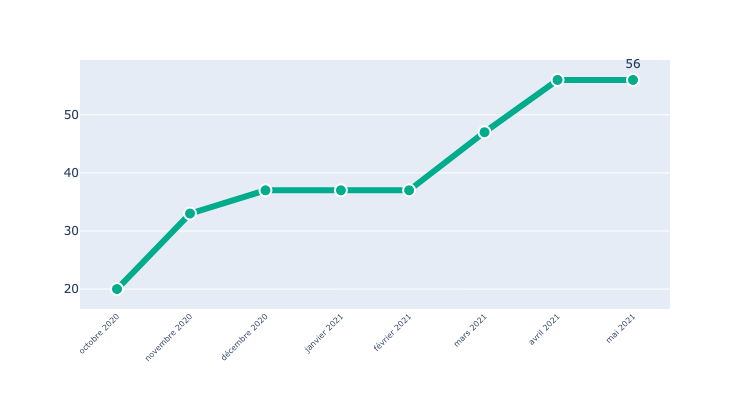 56
50
40
30
20
octobre 2020
novembre 2020
décembre 2020
janvier 2021
février 2021
mars 2021
avril 2021
mai 2021